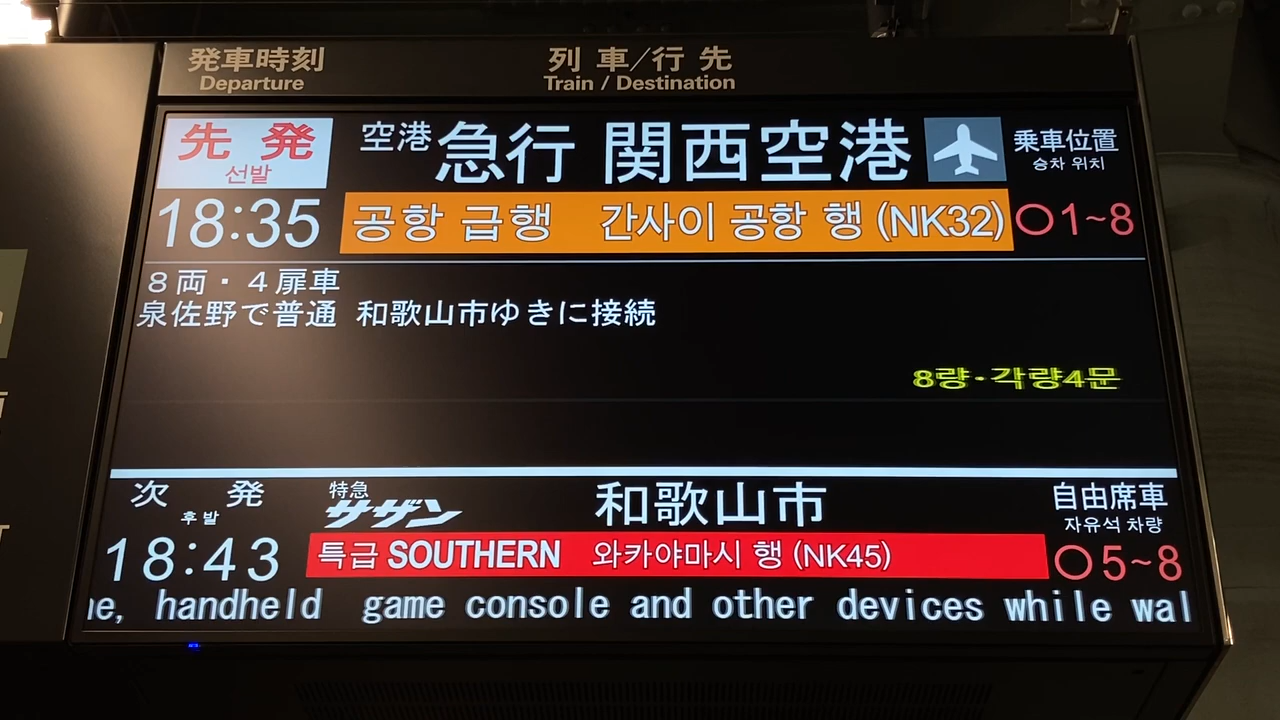 発車時刻 列車/行先
Departure Train / Destination
先発 空港急行 関西空港 乗車位置
선발 승차 위치
18:35 공항 급행 간사이 공항 행 (NK32) ○1~8
8両・4扉車
泉佐野で普通 和歌山市ゆきに接続
8량·각량4문
次発 特急サザン 和歌山市 自由席車
후발 자유석 차량
18:43 특급 SOUTHERN 와카야마시 행 (NK45) ○5~8
handheld game console and other devices while wal